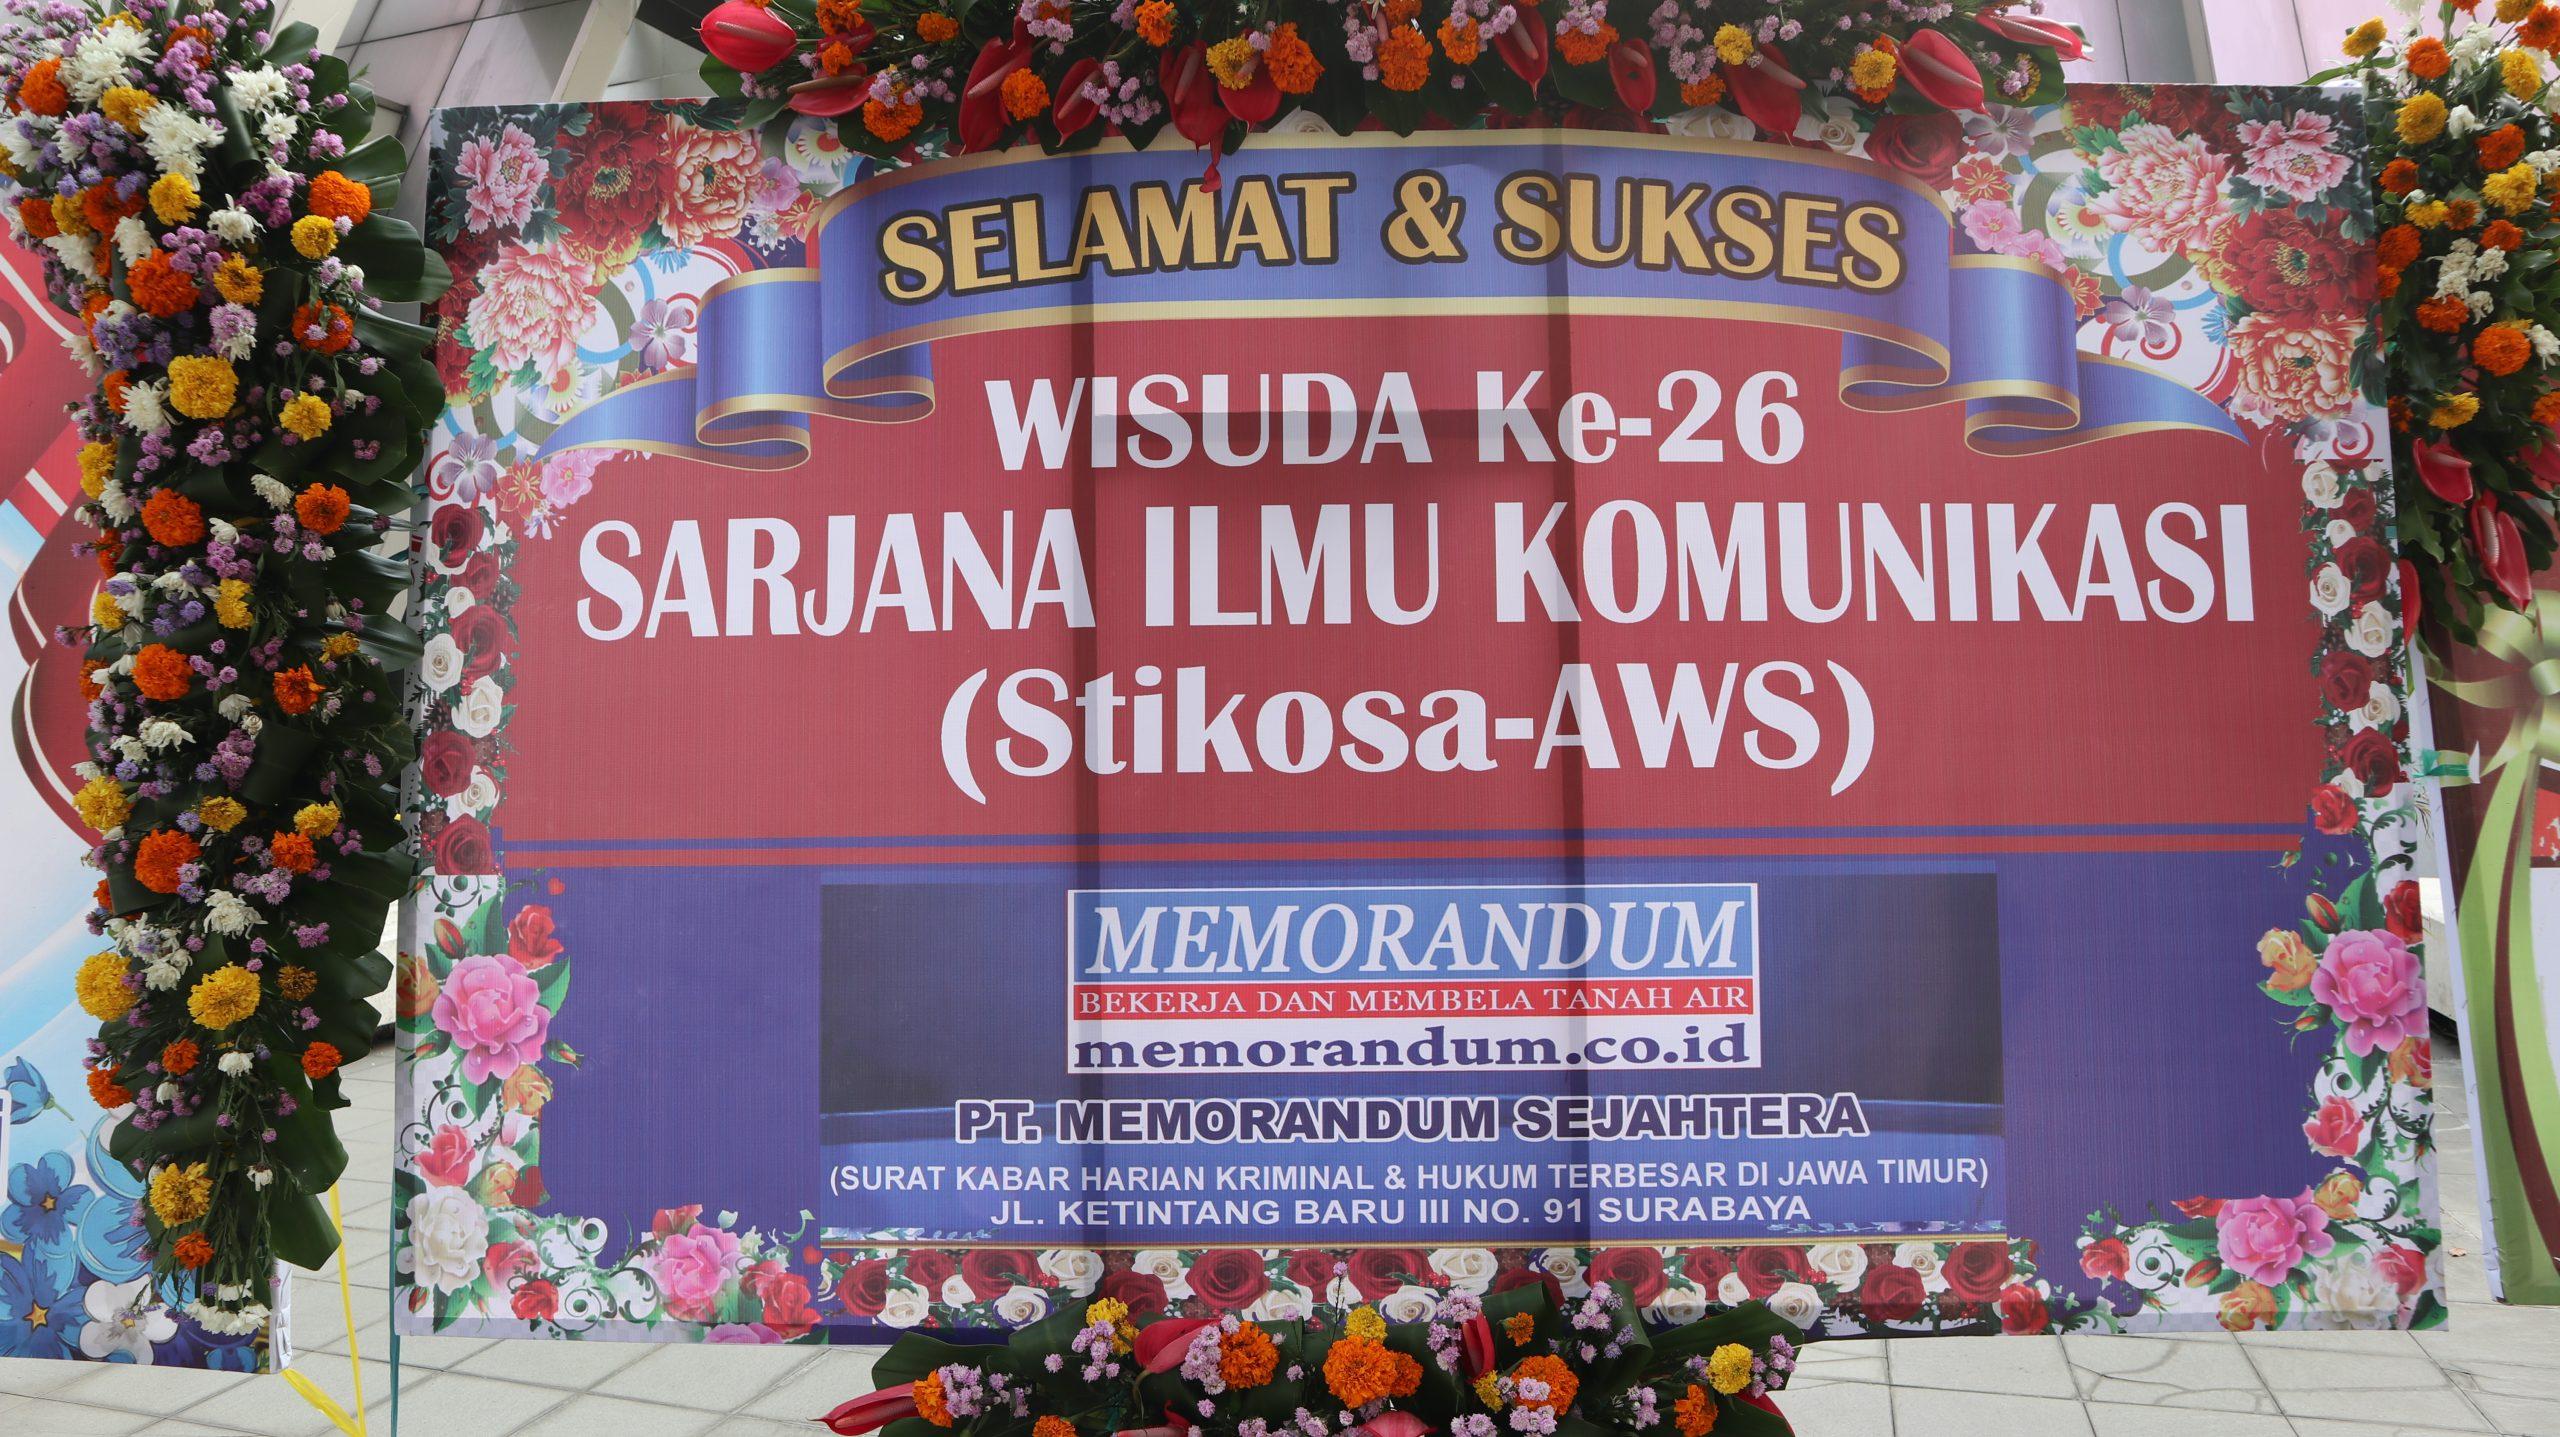 SELAMAT & SUKSES
WISUDA Ke-26
SARJANA ILMU KOMUNIKASI
(Stikosa-AWS)
MEMORANDUM
BEKERJA DAN MEMBELA TANAH AIR
memorandum.co.id
PT. MEMORANDUM SEJAHTERA
(SURAT KABAR HARIAN KRIMINAL & HUKUM TERBESAR DI JAWA TIMUR)
JL. KETINTANG BARU III NO. 91 SURABAYA